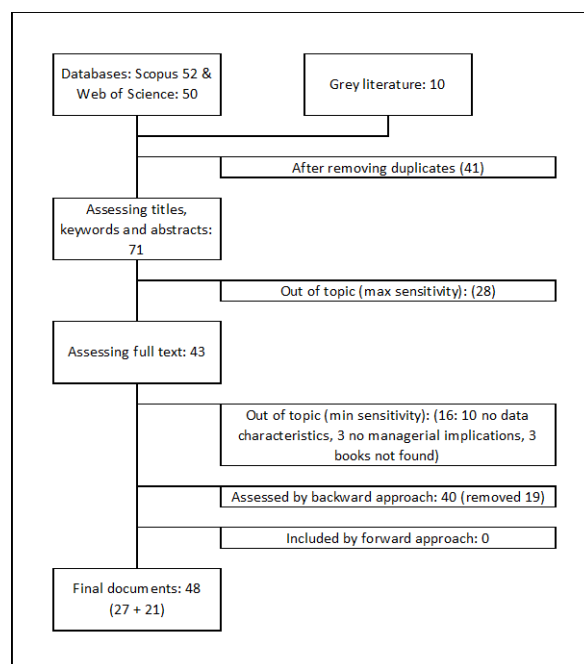 Databases: Scopus 52 &
Web of Science: 50
Grey literature: 10
After removing duplicates (41)
Assessing titles,
keywords and abstracts:
71
Out of topic (max sensitivity): (28)
Assessing full text: 43
Out of topic (min sensitivity): (16: 10 no data
characteristics, 3 no managerial implications, 3
books not found)
Assessed by backward approach: 40 (removed 19)
Included by forward approach: 0
Final documents: 48
(27 + 21)